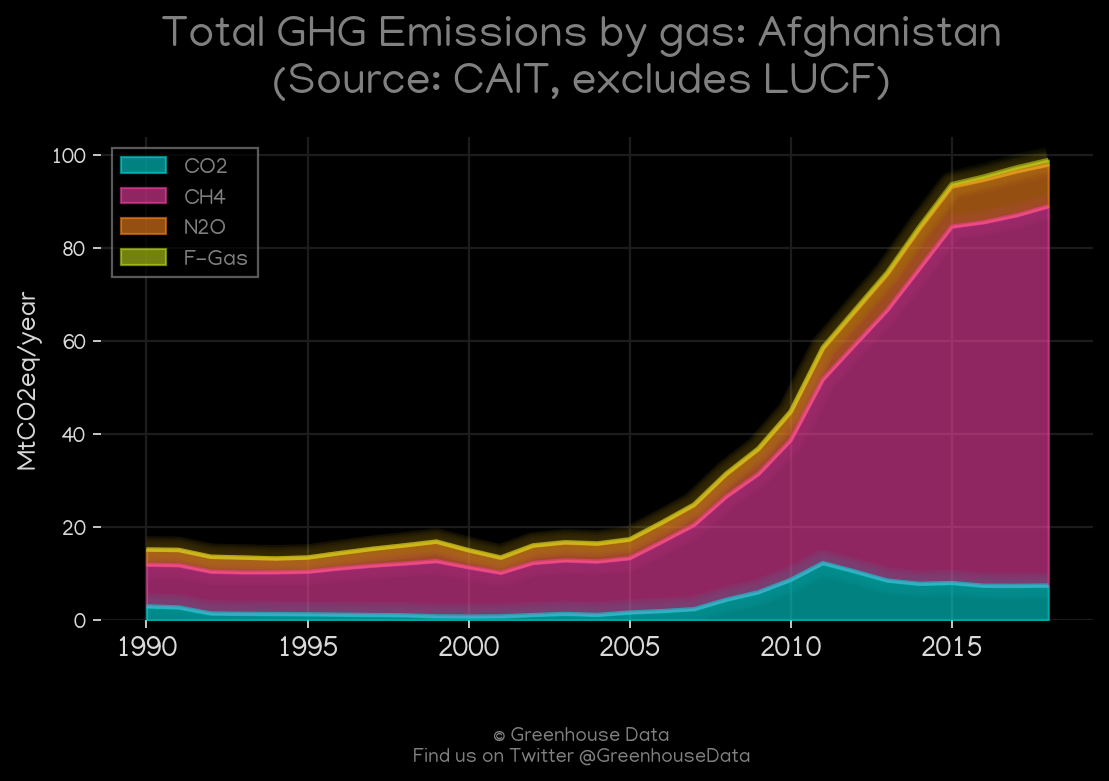 Total GHG Emissions by gas: Afghanistan
(Source: CAIT, excludes LUCF)
CO2
CH4
N2O
F-Gas
MtCO2eq/year
100
80
60
40
20
0
1990 1995 2000 2005 2010 2015
© Greenhouse Data
Find us on Twitter @GreenhouseData